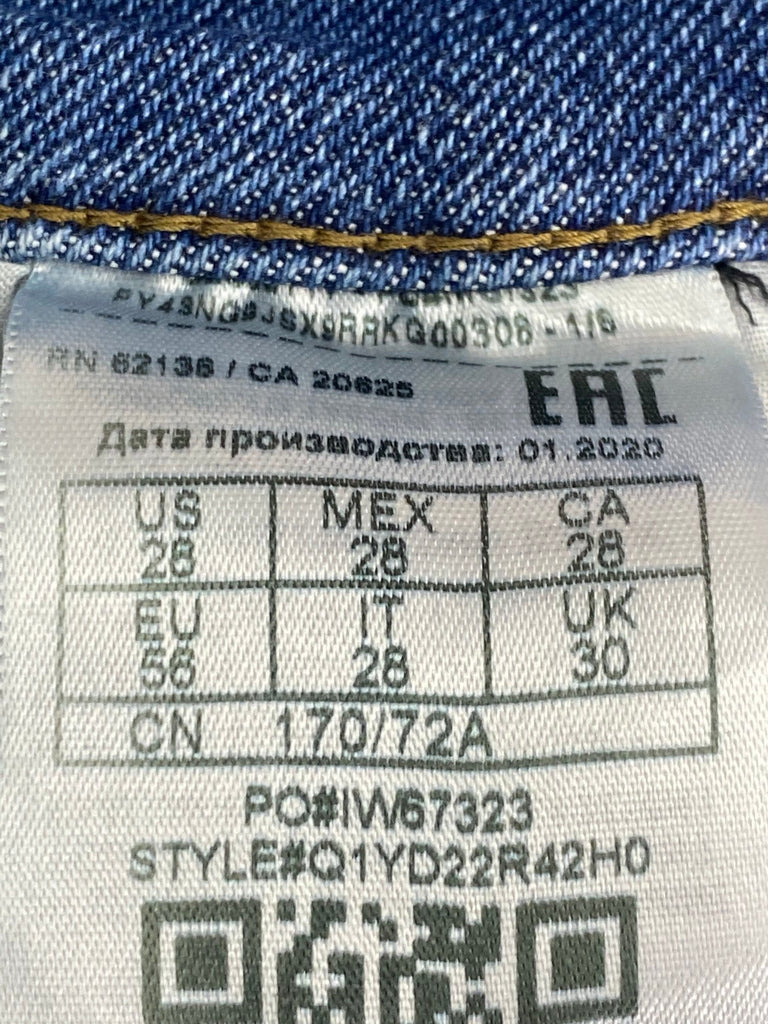 RN 62136 / CA 20625
EAC
Дата производства: 01.2020
US MEX CA
28 28 28
EU IT UK
56 28 30
CN 170/72A
PO#IW67323
STYLE#Q1YD22R42H0